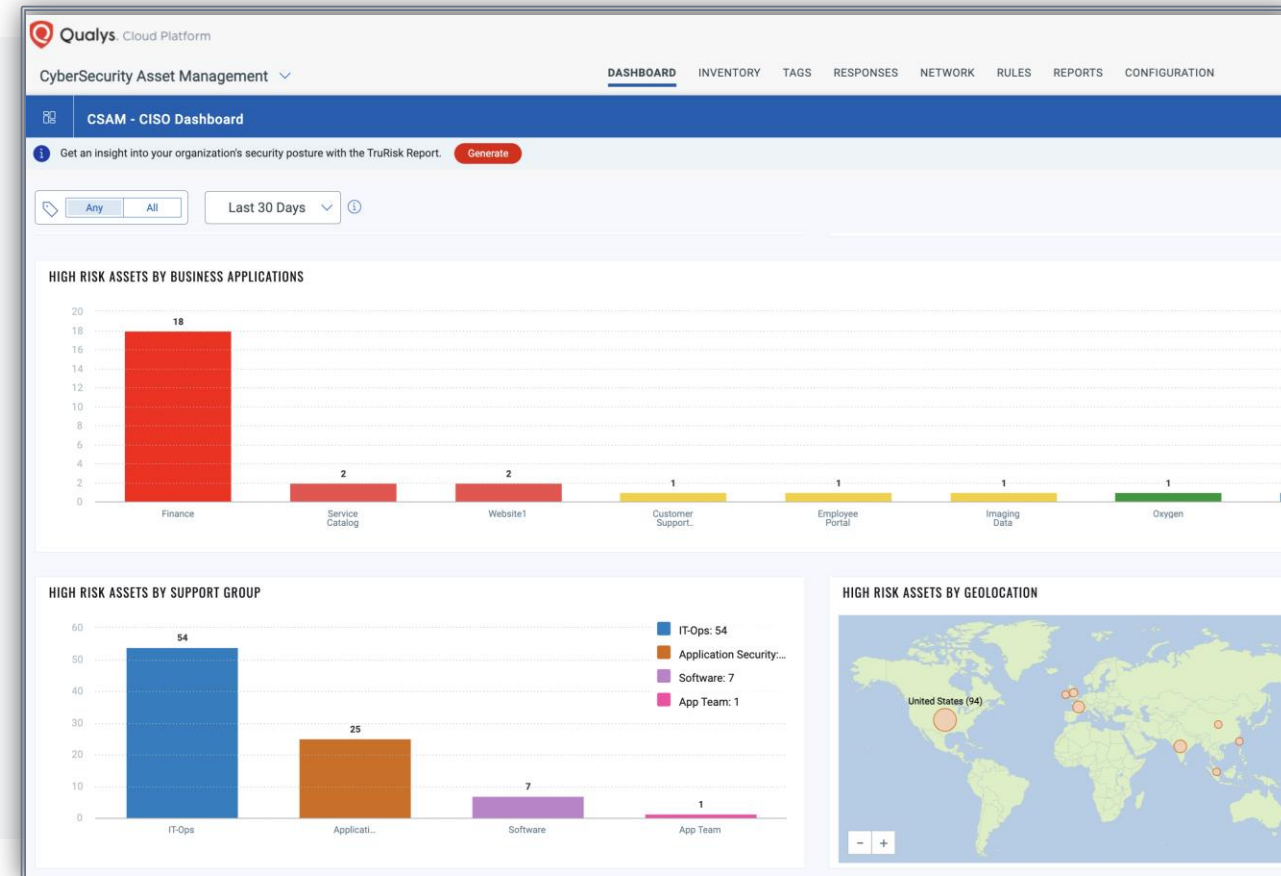 Qualys. Cloud Platform
CyberSecurity Asset Management
DASHBOARD INVENTORY TAGS RESPONSES NETWORK RULES REPORTS CONFIGURATION
CSAM - CISO Dashboard
i Get an insight into your organization's security posture with the TruRisk Report. Generate
Any All Last 30 Days i
HIGH RISK ASSETS BY BUSINESS APPLICATIONS
20
18
16
14
12
10
8
6
4
2
0
18
2
2
1
1
1
1
Finance
Service
Catalog
Website1
Customer
Support..
Employee
Portal
Imaging
Data
Oxygen
HIGH RISK ASSETS BY SUPPORT GROUP
60
50
40
30
20
10
0
54
25
7
1
IT-Ops
Applicati...
Software
App Team
IT-Ops: 54
Application Security:...
Software: 7
App Team: 1
HIGH RISK ASSETS BY GEOLOCATION
United States (94)
- +